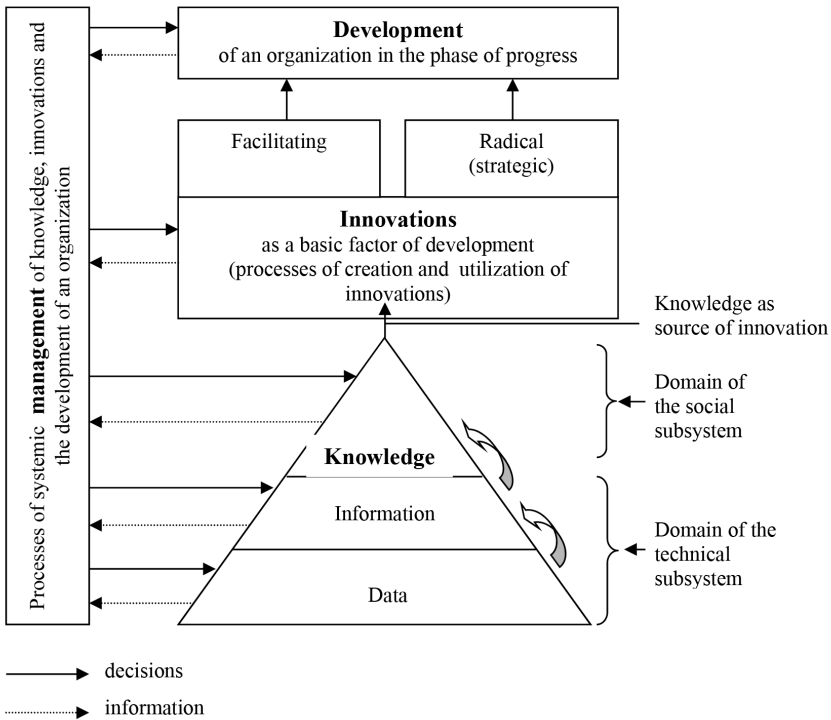 Processes of systemic management of knowledge, innovations and
the development of an organization
Development
of an organization in the phase of progress
Facilitating
Radical
(strategic)
Innovations
as a basic factor of development
(processes of creation and utilization of
innovations)
Knowledge as
source of innovation
Domain of
the social
subsystem
Knowledge
Information
Domain of the
technical
subsystem
Data
decisions
information